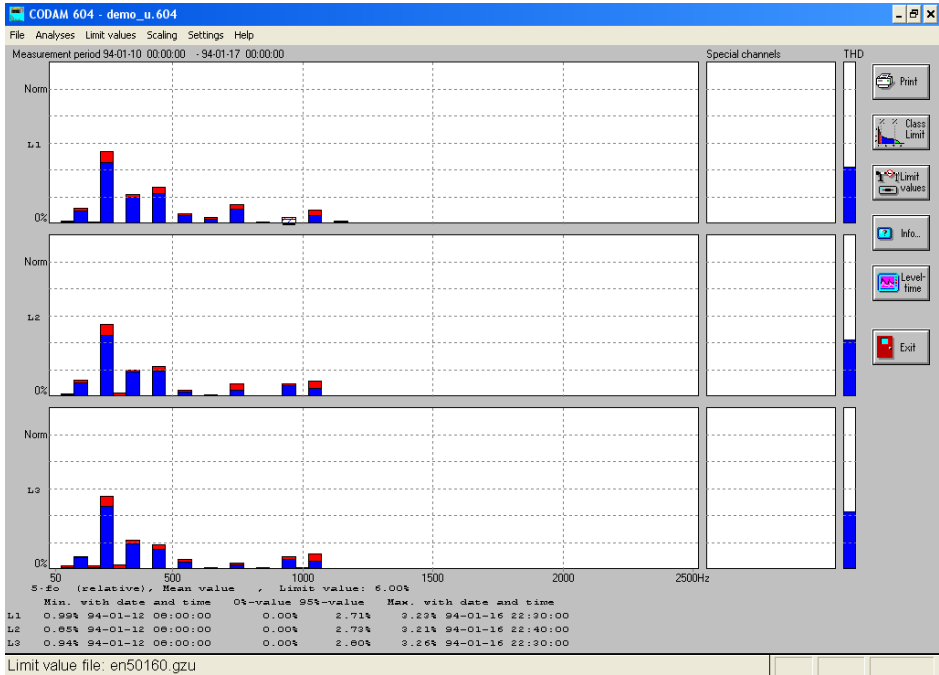 CODAM 604 - demo_u.604
File Analyses Limit values Scaling Settings Help
Measurement period 94-01-10 00:00:00 - 94-01-17 00:00:00 Special channels THD
Norm
L1
0%
Norm
L2
0%
Norm
L3
0%
50 500 1000 1500 2000 2500Hz
5·fo (relative), Mean value , Limit value: 6.00%
Min. with date and time 0%-value 95%-value Max. with date and time
L1 0.99% 94-01-12 08:00:00 0.00% 2.71% 3.23% 94-01-16 22:30:00
L2 0.85% 94-01-12 08:00:00 0.00% 2.73% 3.21% 94-01-16 22:40:00
L3 0.94% 94-01-12 08:00:00 0.00% 2.80% 3.26% 94-01-16 22:30:00
Print
Class
Limit
Limit
values
Info...
Level-
time
Exit
Limit value file: en50160.gzu